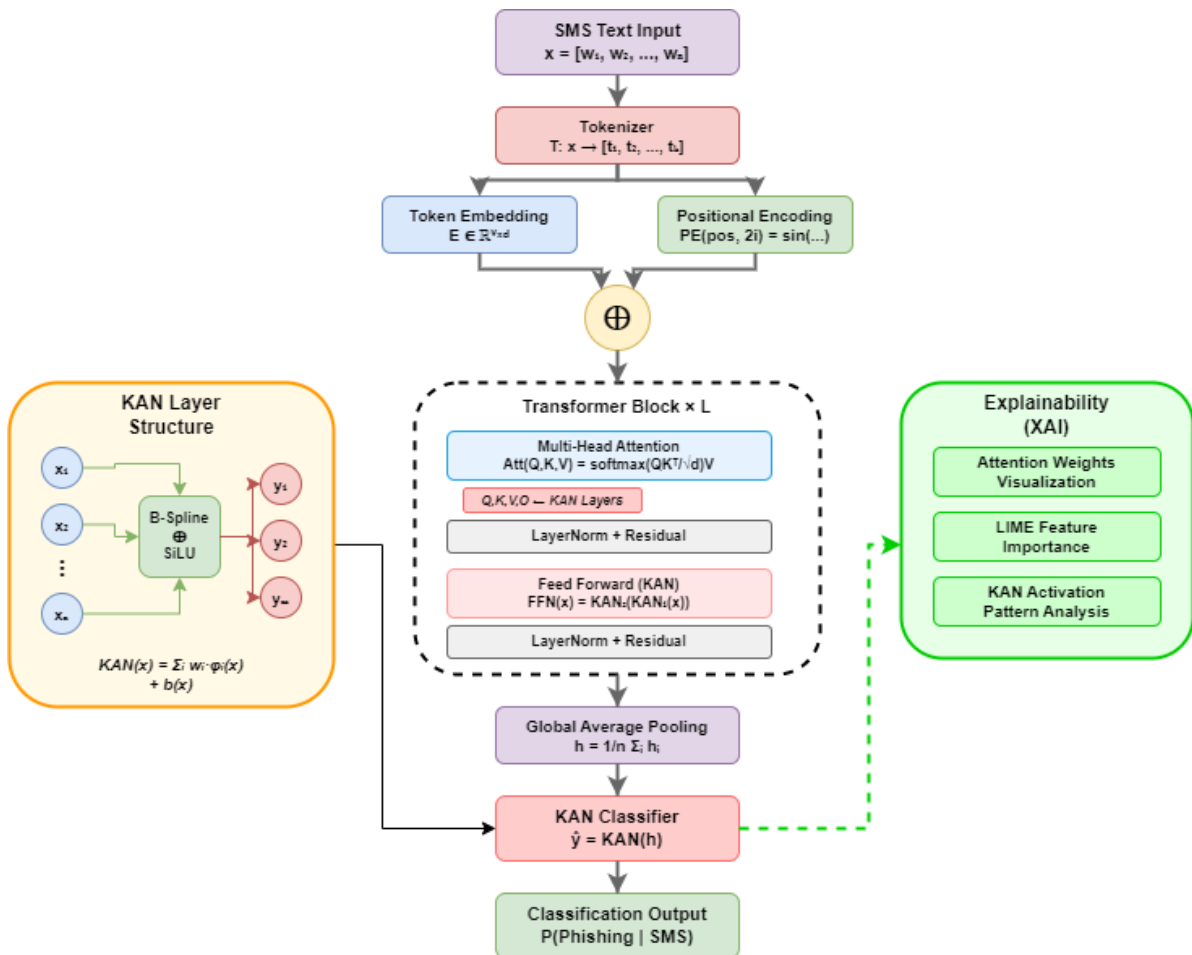 SMS Text Input
x = [w₁, w₂, ..., wₙ]
Tokenizer
T: x → [t₁, t₂, ..., tₖ]
Token Embedding
E ∈ ℝⱽˣᵈ
Positional Encoding
PE(pos, 2i) = sin(...)
⊕
KAN Layer
Structure
x₁
x₂
⋮
xₙ
B-Spline
⊕
SiLU
y₁
y₂
yₘ
KAN(x) = Σᵢ wᵢ·φᵢ(x)
+ b(x)
Transformer Block × L
Multi-Head Attention
Att(Q,K,V) = softmax(QKᵀ/√d)V
Q,K,V,O ← KAN Layers
LayerNorm + Residual
Feed Forward (KAN)
FFN(x) = KAN₂(KAN₁(x))
LayerNorm + Residual
Explainability
(XAI)
Attention Weights
Visualization
LIME Feature
Importance
KAN Activation
Pattern Analysis
Global Average Pooling
h = 1/n Σᵢ hᵢ
KAN Classifier
ŷ = KAN(h)
Classification Output
P(Phishing | SMS)